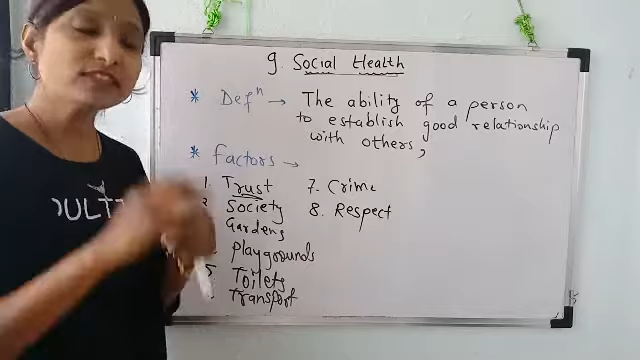 9. Social Health
* Defⁿ → The ability of a person
to establish good relationship
with others,
* Factors →
1. Trust 7. Crime
Society 8. Respect
Gardens
Playgrounds
Toilets
Transport